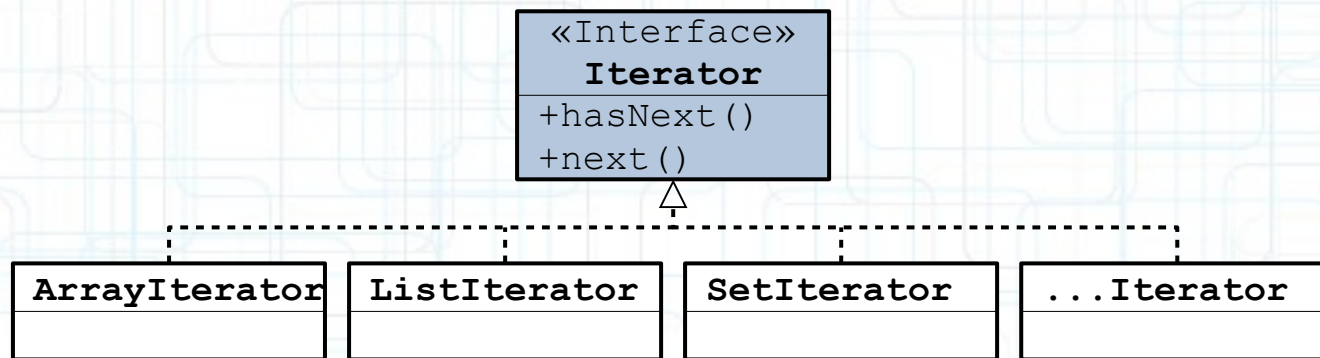 «Interface»
Iterator
+hasNext()
+next()
ArrayIterator
ListIterator
SetIterator
...Iterator